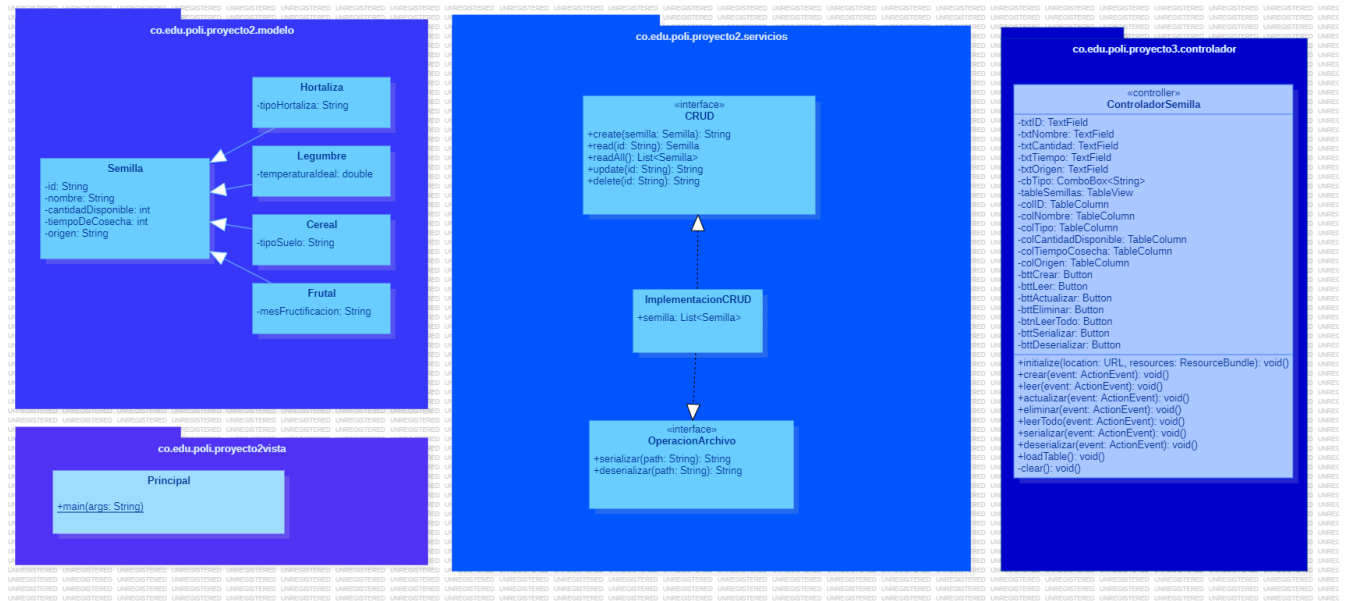 co.edu.poli.proyecto2.modelo
Hortaliza
-tipoHortaliza: String
Legumbre
-temperaturaIdeal: double
Semilla
-id: String
-nombre: String
-cantidadDisponible: int
-tiempoDeCosecha: int
-origen: String
Cereal
-tipoSuelo: String
Frutal
-mesFructificacion: String
co.edu.poli.proyecto2vista
Principal
+main(args: String)
co.edu.poli.proyecto2.servicios
«interface»
CRUD
+create(semilla: Semilla): String
+read(id: String): Semilla
+readAll(): List<Semilla>
+update(id: String): String
+delete(id: String): String
ImplementacionCRUD
+semilla: List<Semilla>
«interface»
OperacionArchivo
+serializar(path: String): String
+deserializar(path: String): String
co.edu.poli.proyecto3.controlador
«controller»
ControladorSemilla
-txtID: TextField
-txtNombre: TextField
-txtCantidad: TextField
-txtTiempo: TextField
-txtOrigen: TextField
-cbTipo: ComboBox<String>
-tableSemillas: TableView
-colID: TableColumn
-colNombre: TableColumn
-colTipo: TableColumn
-colCantidadDisponible: TableColumn
-colTiempoCosecha: TableColumn
-colOrigen: TableColumn
-bttCrear: Button
-bttLeer: Button
-bttActualizar: Button
-bttEliminar: Button
-btnLeerTodo: Button
-bttSerializar: Button
-bttDeserializar: Button
+initialize(location: URL, resources: ResourceBundle): void()
+crear(event: ActionEvent): void()
+leer(event: ActionEvent): void()
+actualizar(event: ActionEvent): void()
+eliminar(event: ActionEvent): void()
+leerTodo(event: ActionEvent): void()
+serializar(event: ActionEvent): void()
+deserializar(event: ActionEvent): void()
+loadTable(): void()
-clear(): void()
UNREGISTERED